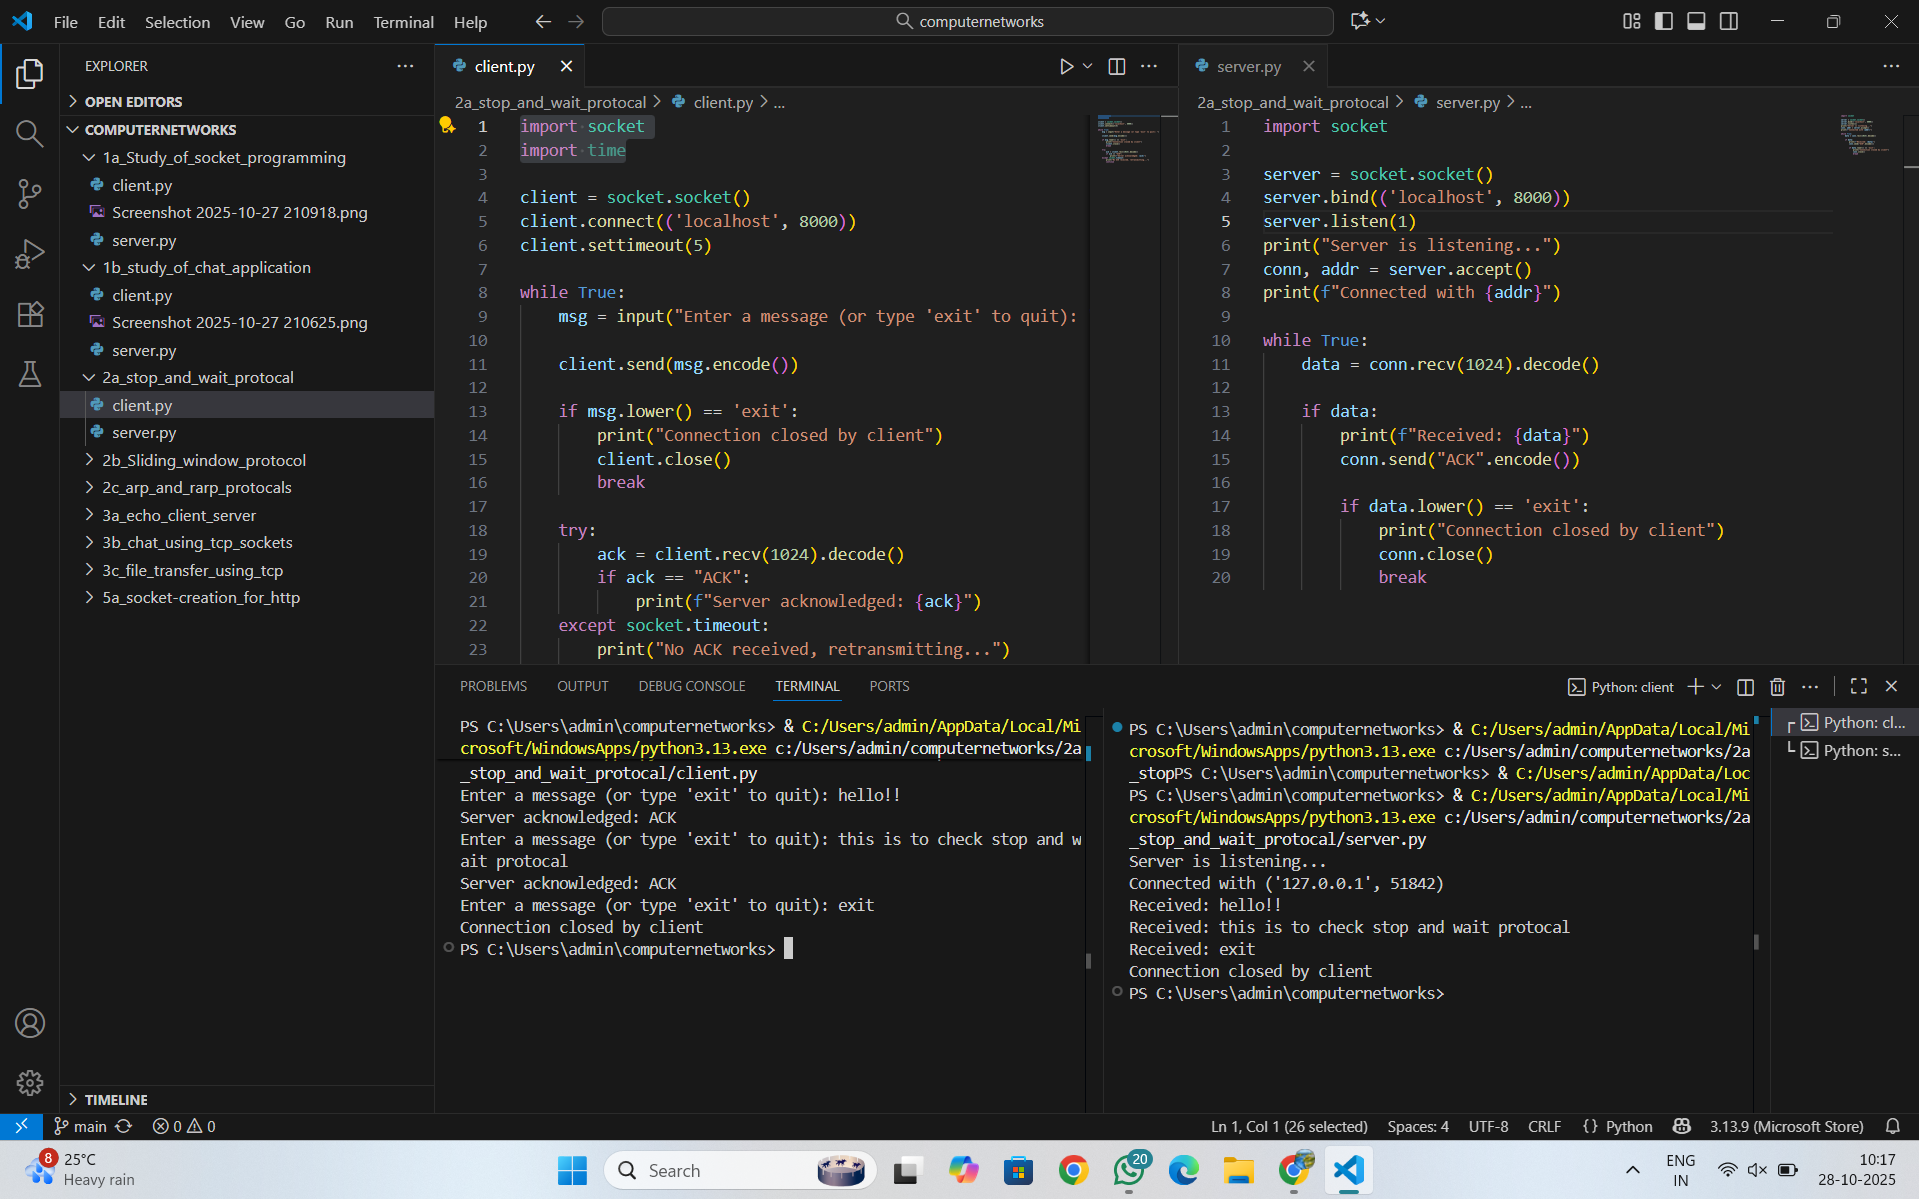 File Edit Selection View Go Run Terminal Help
computernetworks
EXPLORER
OPEN EDITORS
COMPUTERNETWORKS
1a_Study_of_socket_programming
client.py
Screenshot 2025-10-27 210918.png
server.py
1b_study_of_chat_application
client.py
Screenshot 2025-10-27 210625.png
server.py
2a_stop_and_wait_protocal
client.py
server.py
2b_Sliding_window_protocol
2c_arp_and_rarp_protocals
3a_echo_client_server
3b_chat_using_tcp_sockets
3c_file_transfer_using_tcp
5a_socket-creation_for_http
TIMELINE
client.py
2a_stop_and_wait_protocal > client.py > ...
1 import socket
2 import time
3
4 client = socket.socket()
5 client.connect(('localhost', 8000))
6 client.settimeout(5)
7
8 while True:
9 msg = input("Enter a message (or type 'exit' to quit):
10
11 client.send(msg.encode())
12
13 if msg.lower() == 'exit':
14 print("Connection closed by client")
15 client.close()
16 break
17
18 try:
19 ack = client.recv(1024).decode()
20 if ack == "ACK":
21 print(f"Server acknowledged: {ack}")
22 except socket.timeout:
23 print("No ACK received, retransmitting...")
server.py
2a_stop_and_wait_protocal > server.py > ...
1 import socket
2
3 server = socket.socket()
4 server.bind(('localhost', 8000))
5 server.listen(1)
6 print("Server is listening...")
7 conn, addr = server.accept()
8 print(f"Connected with {addr}")
9
10 while True:
11 data = conn.recv(1024).decode()
12
13 if data:
14 print(f"Received: {data}")
15 conn.send("ACK".encode())
16
17 if data.lower() == 'exit':
18 print("Connection closed by client")
19 conn.close()
20 break
PROBLEMS OUTPUT DEBUG CONSOLE TERMINAL PORTS
Python: client
PS C:\Users\admin\computernetworks> & C:/Users/admin/AppData/Local/Mi
crosoft/WindowsApps/python3.13.exe c:/Users/admin/computernetworks/2a
_stop_and_wait_protocal/client.py
Enter a message (or type 'exit' to quit): hello!!
Server acknowledged: ACK
Enter a message (or type 'exit' to quit): this is to check stop and w
ait protocal
Server acknowledged: ACK
Enter a message (or type 'exit' to quit): exit
Connection closed by client
PS C:\Users\admin\computernetworks>
PS C:\Users\admin\computernetworks> & C:/Users/admin/AppData/Local/Mi
crosoft/WindowsApps/python3.13.exe c:/Users/admin/computernetworks/2a
_stopPS C:\Users\admin\computernetworks> & C:/Users/admin/AppData/Loc
PS C:\Users\admin\computernetworks> & C:/Users/admin/AppData/Local/Mi
crosoft/WindowsApps/python3.13.exe c:/Users/admin/computernetworks/2a
_stop_and_wait_protocal/server.py
Server is listening...
Connected with ('127.0.0.1', 51842)
Received: hello!!
Received: this is to check stop and wait protocal
Received: exit
Connection closed by client
PS C:\Users\admin\computernetworks>
Python: cl...
Python: s...
main 0 0
Ln 1, Col 1 (26 selected) Spaces: 4 UTF-8 CRLF {} Python 3.13.9 (Microsoft Store)
8
25°C
Heavy rain
Search
20
ENG
IN
10:17
28-10-2025